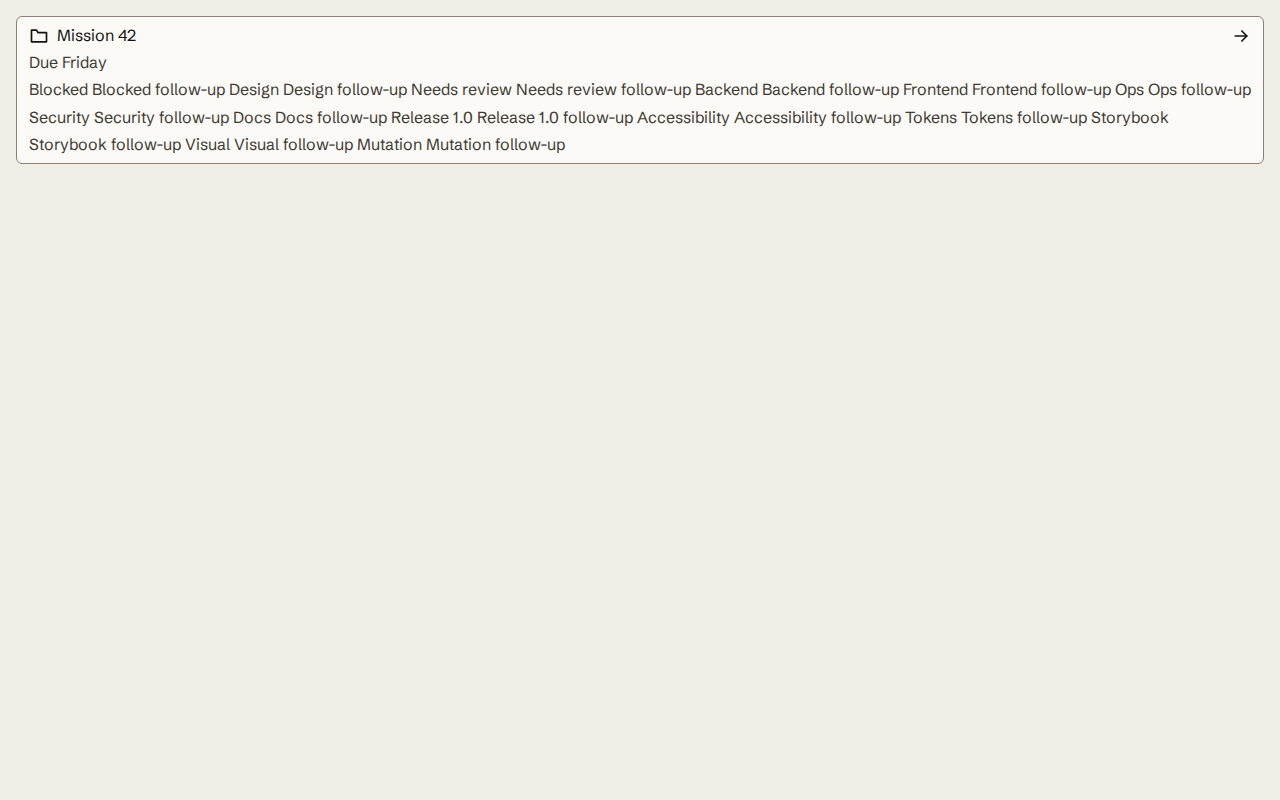 Mission 42
Due Friday
Blocked Blocked follow-up Design Design follow-up Needs review Needs review follow-up Backend Backend follow-up Frontend Frontend follow-up Ops Ops follow-up
Security Security follow-up Docs Docs follow-up Release 1.0 Release 1.0 follow-up Accessibility Accessibility follow-up Tokens Tokens follow-up Storybook
Storybook follow-up Visual Visual follow-up Mutation Mutation follow-up